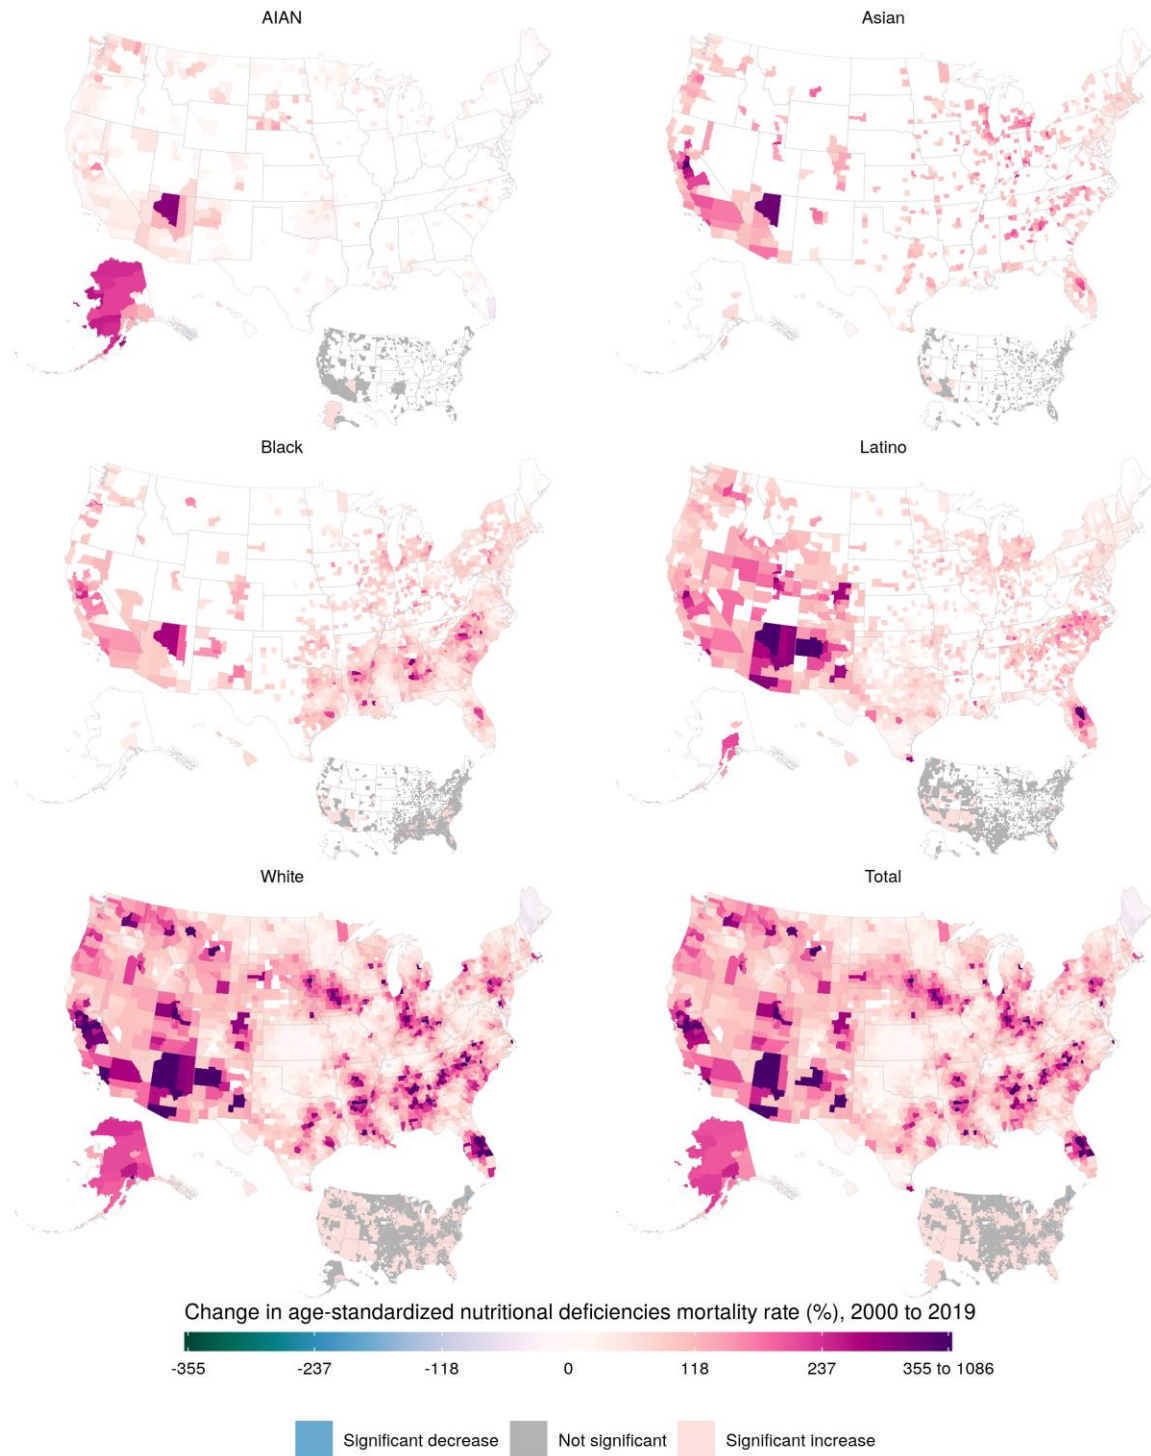 AIAN
Asian
Black
Latino
White
Total
Change in age-standardized nutritional deficiencies mortality rate (%), 2000 to 2019
-355 -237 -118 0 118 237 355 to 1086
Significant decrease Not significant Significant increase